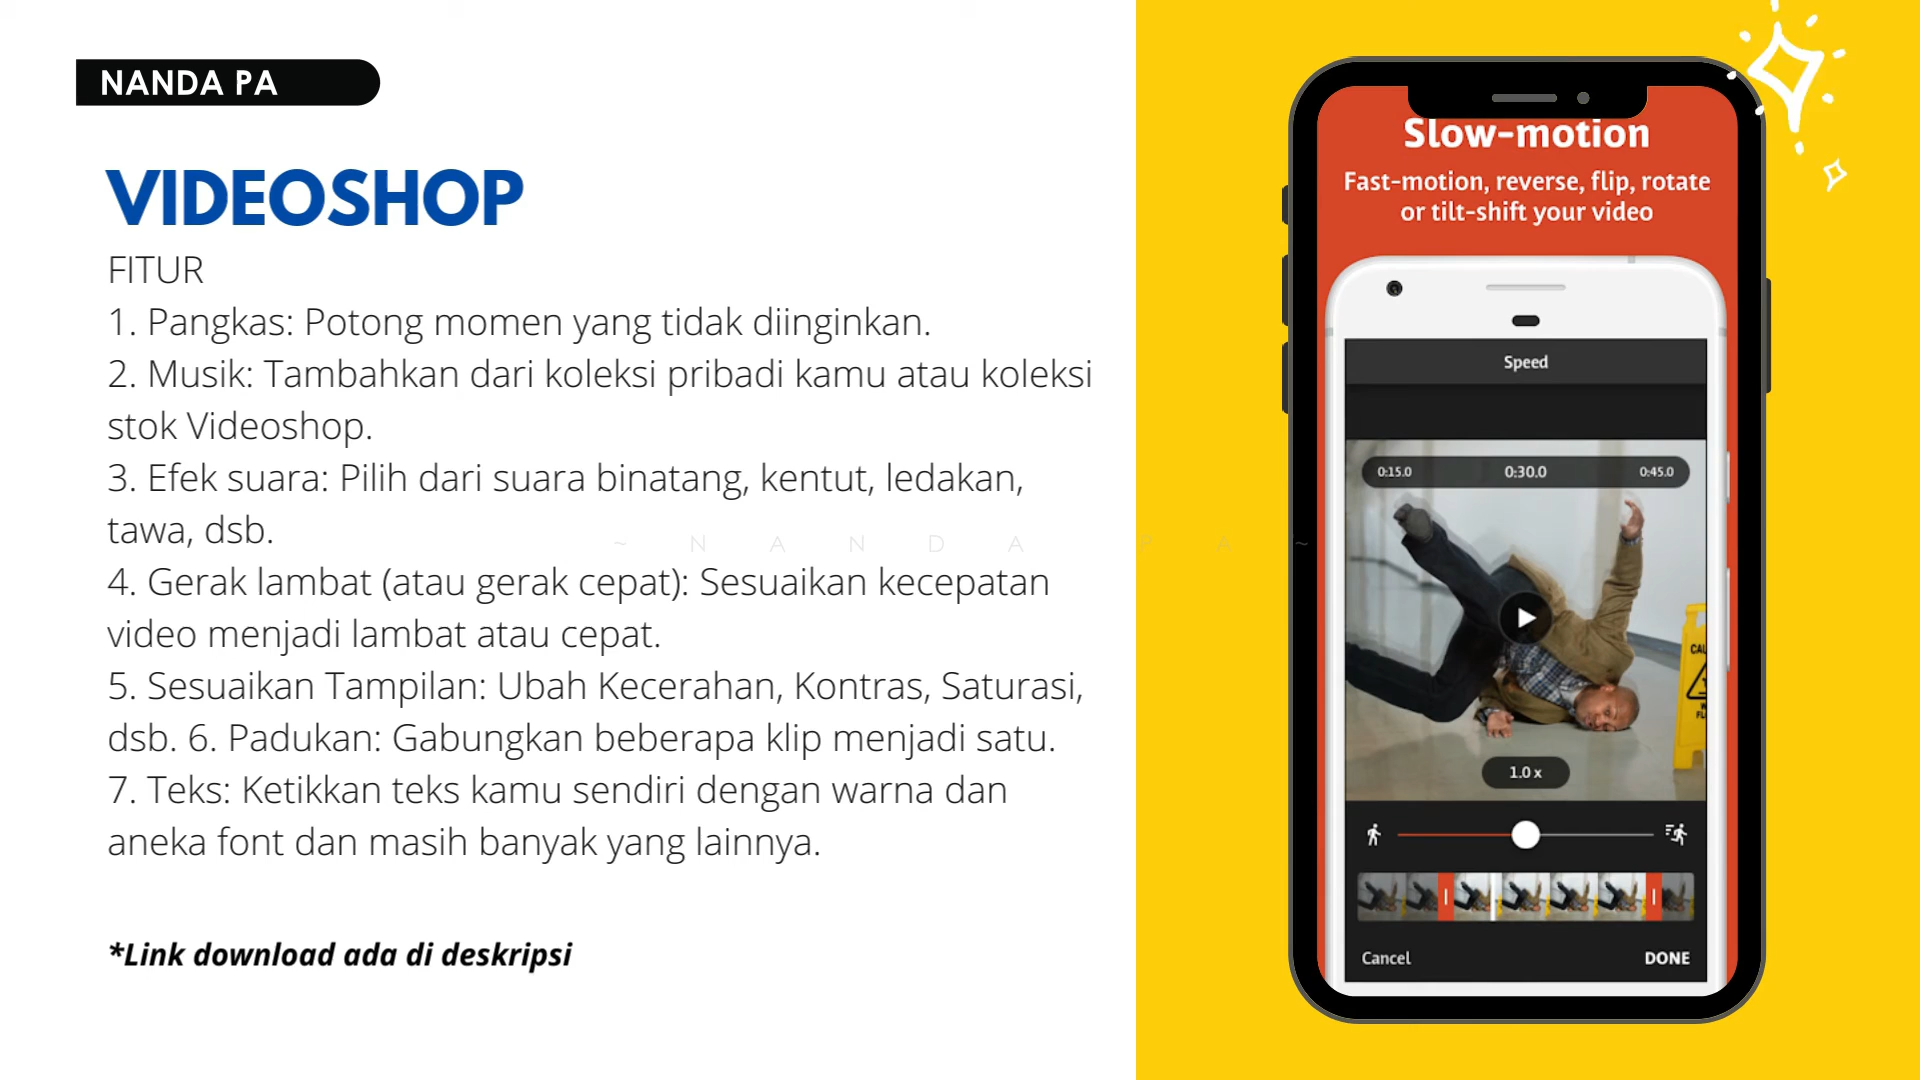 NANDA PA
VIDEOSHOP
FITUR
1. Pangkas: Potong momen yang tidak diinginkan.
2. Musik: Tambahkan dari koleksi pribadi kamu atau koleksi
stok Videoshop.
3. Efek suara: Pilih dari suara binatang, kentut, ledakan,
tawa, dsb.
4. Gerak lambat (atau gerak cepat): Sesuaikan kecepatan
video menjadi lambat atau cepat.
5. Sesuaikan Tampilan: Ubah Kecerahan, Kontras, Saturasi,
dsb. 6. Padukan: Gabungkan beberapa klip menjadi satu.
7. Teks: Ketikkan teks kamu sendiri dengan warna dan
aneka font dan masih banyak yang lainnya.
*Link download ada di deskripsi
~ N A N D A P A ~
Slow-motion
Fast-motion, reverse, flip, rotate
or tilt-shift your video
Speed
0:15.0 0:30.0 0:45.0
CAU
1.0 x
Cancel DONE